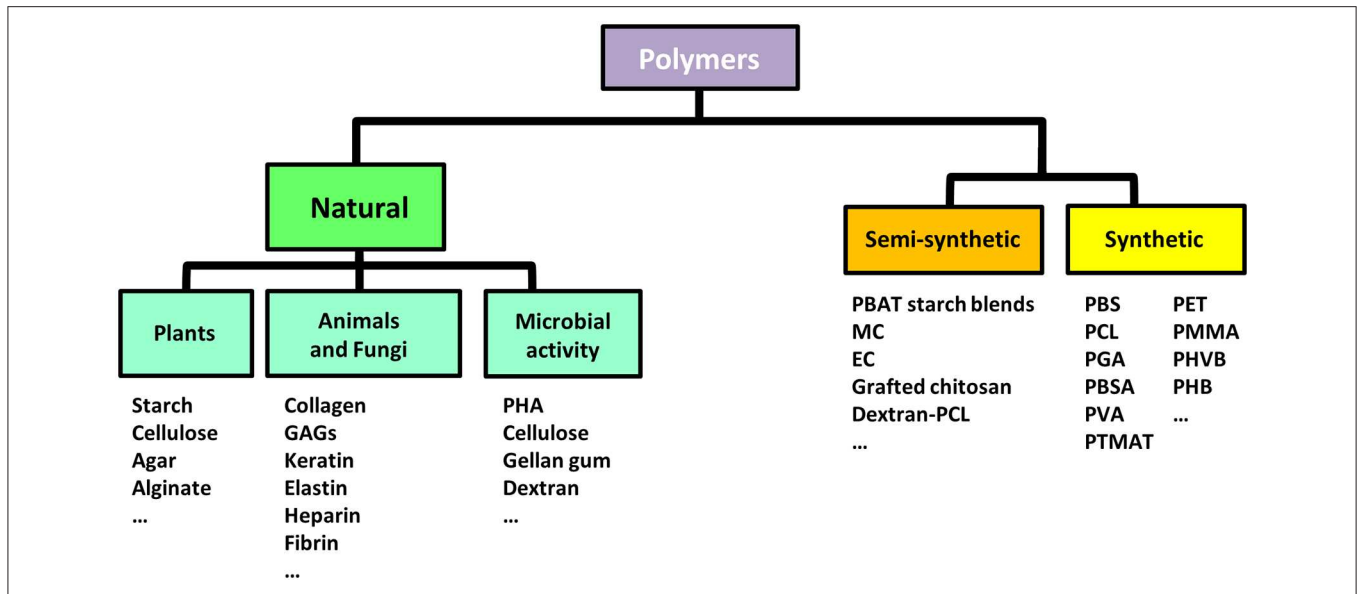 Polymers
Natural
Semi-synthetic
Synthetic
Plants
Animals
and Fungi
Microbial
activity
Starch
Cellulose
Agar
Alginate
...
Collagen
GAGs
Keratin
Elastin
Heparin
Fibrin
...
PHA
Cellulose
Gellan gum
Dextran
...
PBAT starch blends
MC
EC
Grafted chitosan
Dextran-PCL
...
PBS
PCL
PGA
PBSA
PVA
PTMAT
PET
PMMA
PHVB
PHB
...